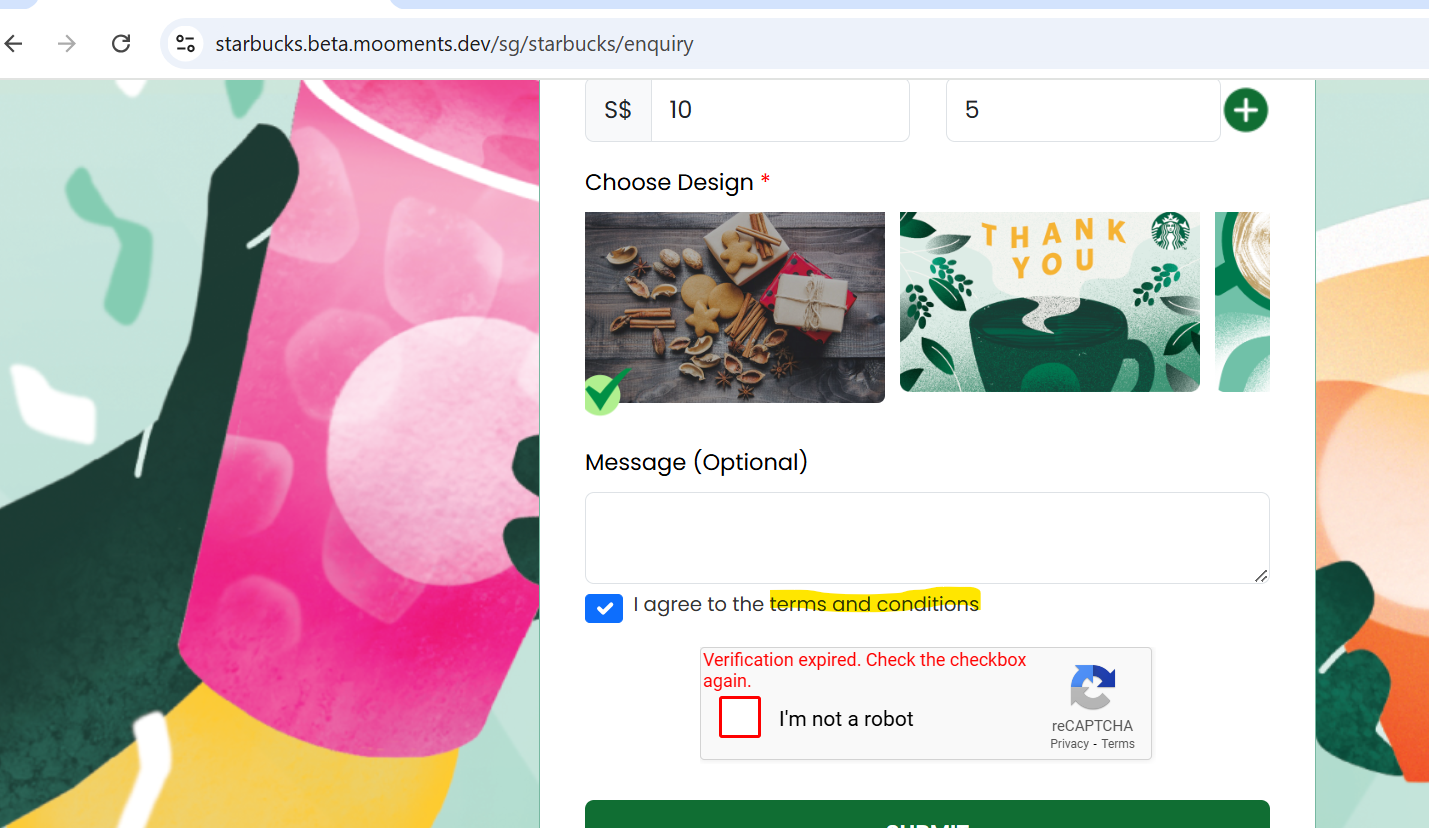 starbucks.beta.mooments.dev/sg/starbucks/enquiry
S$ 10 5
Choose Design *
THANK
YOU
Message (Optional)
I agree to the terms and conditions
Verification expired. Check the checkbox
again.
I'm not a robot
reCAPTCHA
Privacy - Terms
SUBMIT